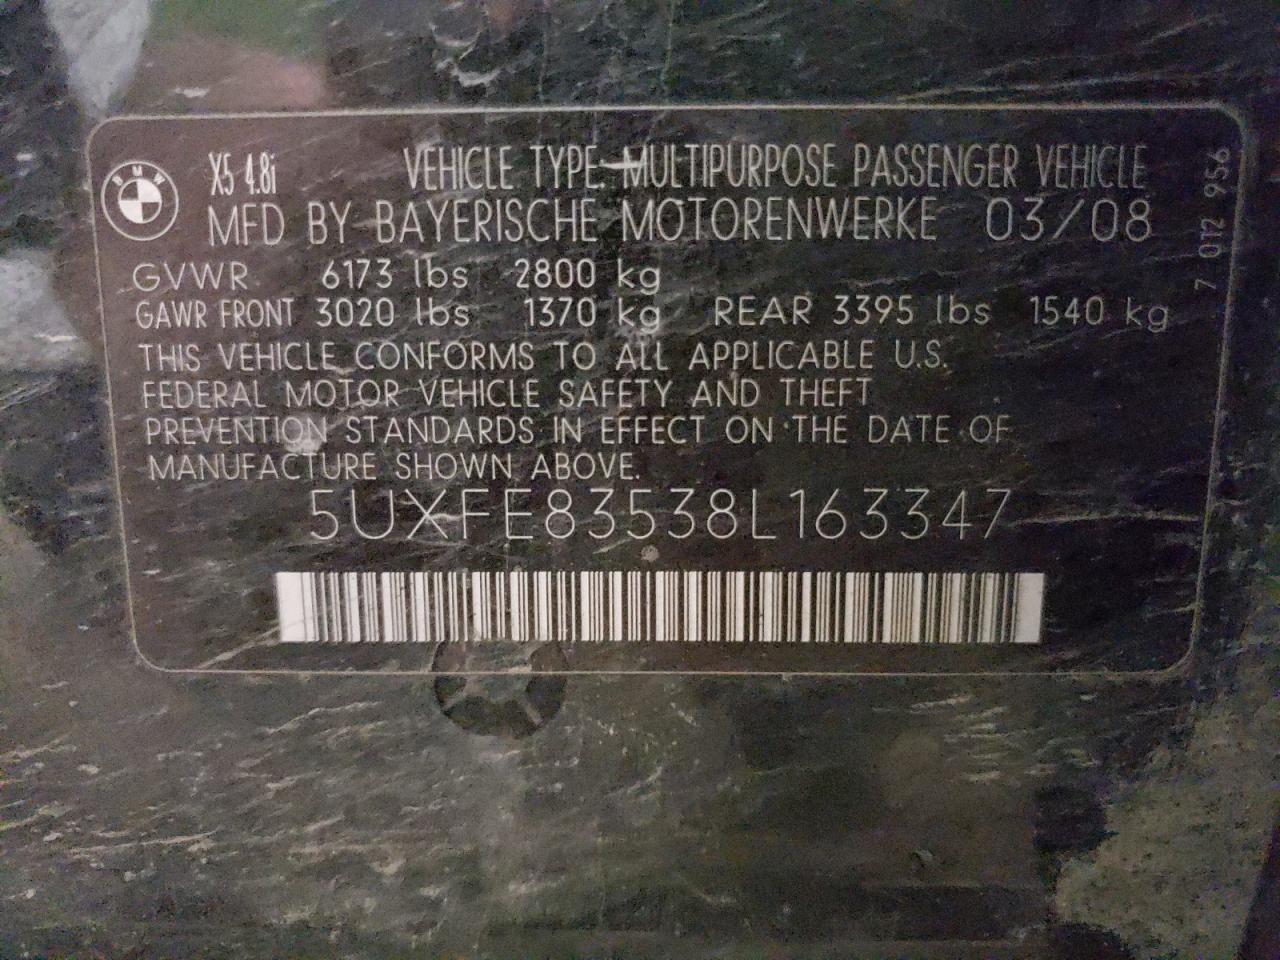 BMW
X5 4.8i VEHICLE TYPE: MULTIPURPOSE PASSENGER VEHICLE
MFD BY BAYERISCHE MOTORENWERKE 03/08
GVWR 6173 lbs 2800 kg
GAWR FRONT 3020 lbs 1370 kg REAR 3395 lbs 1540 kg
THIS VEHICLE CONFORMS TO ALL APPLICABLE U.S.
FEDERAL MOTOR VEHICLE SAFETY AND THEFT
PREVENTION STANDARDS IN EFFECT ON THE DATE OF
MANUFACTURE SHOWN ABOVE.
5UXFE83538L163347
7 012 956